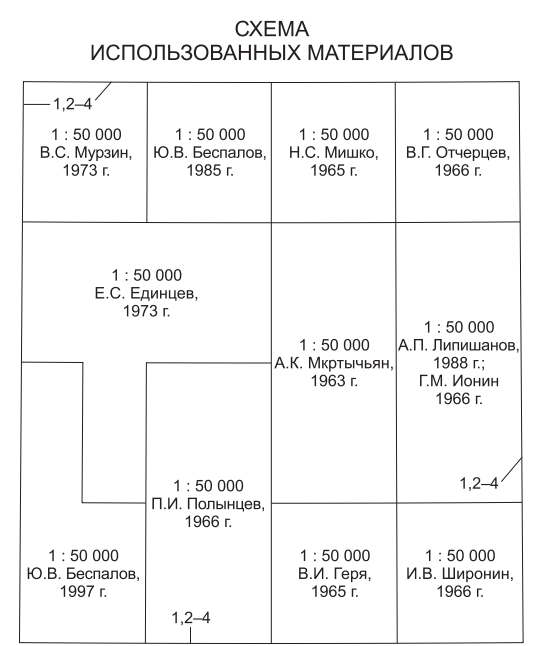 СХЕМА
ИСПОЛЬЗОВАННЫХ МАТЕРИАЛОВ
1,2–4
1 : 50 000
В.С. Мурзин,
1973 г.
1 : 50 000
Ю.В. Беспалов,
1985 г.
1 : 50 000
Н.С. Мишко,
1965 г.
1 : 50 000
В.Г. Отчерцев,
1966 г.
1 : 50 000
Е.С. Единцев,
1973 г.
1 : 50 000
А.К. Мкртычьян,
1963 г.
1 : 50 000
А.П. Липишанов,
1988 г.;
Г.М. Ионин
1966 г.
1,2–4
1 : 50 000
П.И. Полынцев,
1966 г.
1 : 50 000
Ю.В. Беспалов,
1997 г.
1 : 50 000
В.И. Геря,
1965 г.
1 : 50 000
И.В. Широнин,
1966 г.
1,2–4